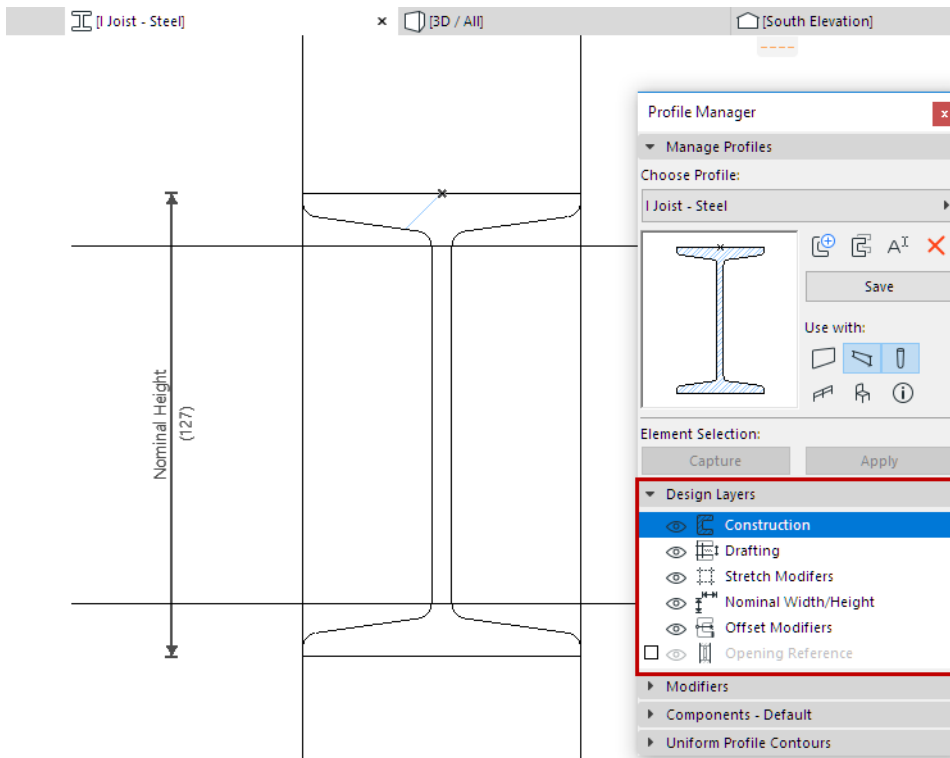 [I Joist - Steel]
[3D / All]
[South Elevation]
Profile Manager
Manage Profiles
Choose Profile:
I Joist - Steel
Save
Use with:
Element Selection:
Capture
Apply
Design Layers
Construction
Drafting
Stretch Modifers
Nominal Width/Height
Offset Modifiers
Opening Reference
Modifiers
Components - Default
Uniform Profile Contours
Nominal Height
(127)